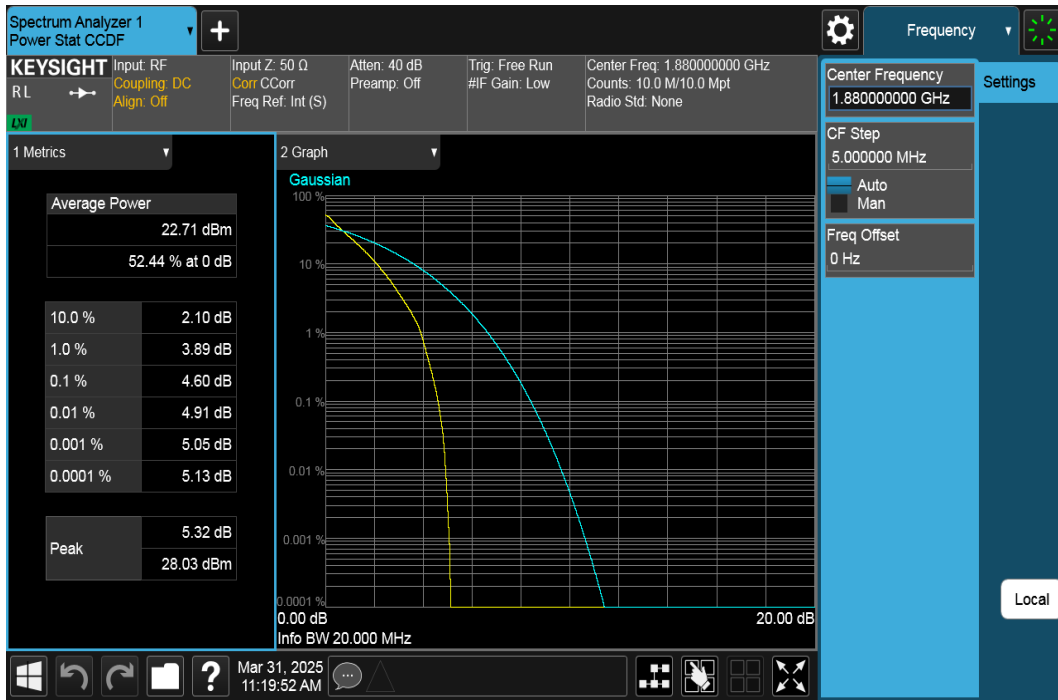 Spectrum Analyzer 1
Power Stat CCDF
Frequency
KEYSIGHT
R L
LXI
Input: RF
Coupling: DC
Align: Off
Input Z: 50 Ω
Corr CCorr
Freq Ref: Int (S)
Atten: 40 dB
Preamp: Off
Trig: Free Run
#IF Gain: Low
Center Freq: 1.880000000 GHz
Counts: 10.0 M/10.0 Mpt
Radio Std: None
Center Frequency
1.880000000 GHz
Settings
CF Step
5.000000 MHz
Auto
Man
Freq Offset
0 Hz
1 Metrics
Average Power
22.71 dBm
52.44 % at 0 dB
10.0 % 2.10 dB
1.0 % 3.89 dB
0.1 % 4.60 dB
0.01 % 4.91 dB
0.001 % 5.05 dB
0.0001 % 5.13 dB
Peak
5.32 dB
28.03 dBm
2 Graph
Gaussian
100 %
10 %
1 %
0.1 %
0.01 %
0.001 %
0.0001 %
0.00 dB 20.00 dB
Info BW 20.000 MHz
Local
?
Mar 31, 2025
11:19:52 AM